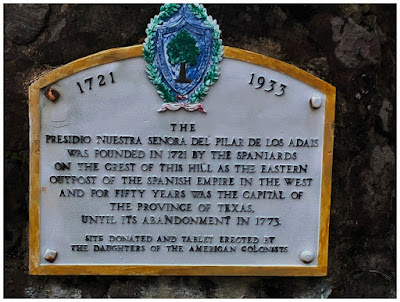 1721 1933
THE
PRESIDIO NUESTRA SENORA DEL PILAR DE LOS ADAIS
WAS FOUNDED IN 1721 BY THE SPANIARDS
ON THE CREST OF THIS HILL AS THE EASTERN
OUTPOST OF THE SPANISH EMPIRE IN THE WEST
AND FOR FIFTY YEARS WAS THE CAPITAL OF
THE PROVINCE OF TEXAS,
UNTIL ITS ABANDONMENT IN 1773.
SITE DONATED AND TABLET ERECTED BY
THE DAUGHTERS OF THE AMERICAN COLONISTS